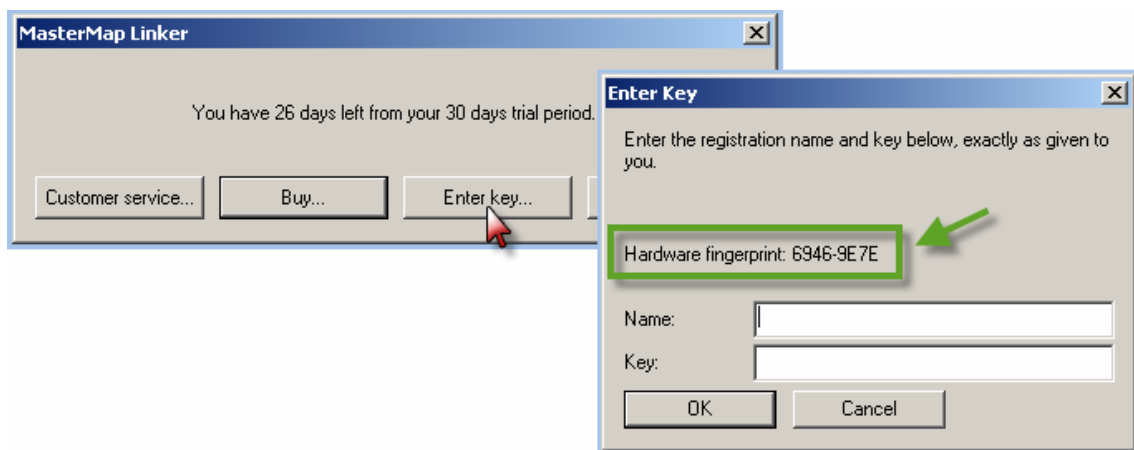 MasterMap Linker
You have 26 days left from your 30 days trial period.
Customer service...
Buy...
Enter key...
Enter Key
Enter the registration name and key below, exactly as given to
you.
Hardware fingerprint: 6946-9E7E
Name:
Key:
OK
Cancel